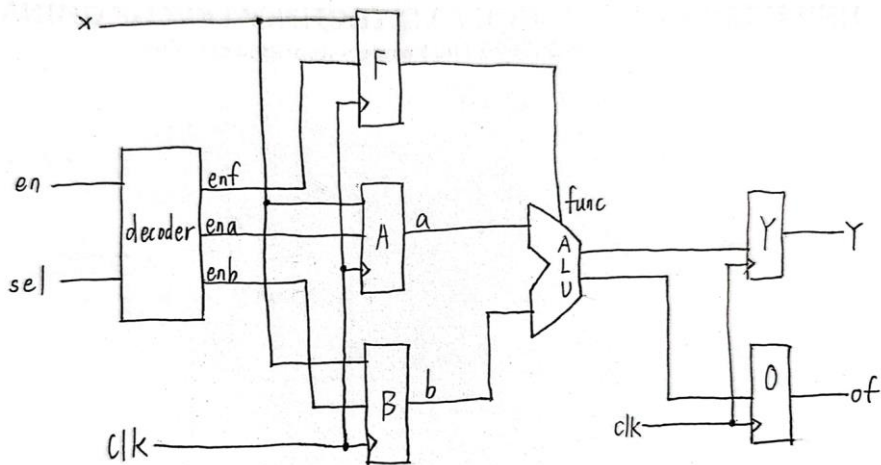 x
F
en
enf
decoder
ena
A
a
func
ALU
Y
Y
sel
enb
B
b
O
of
clk
clk